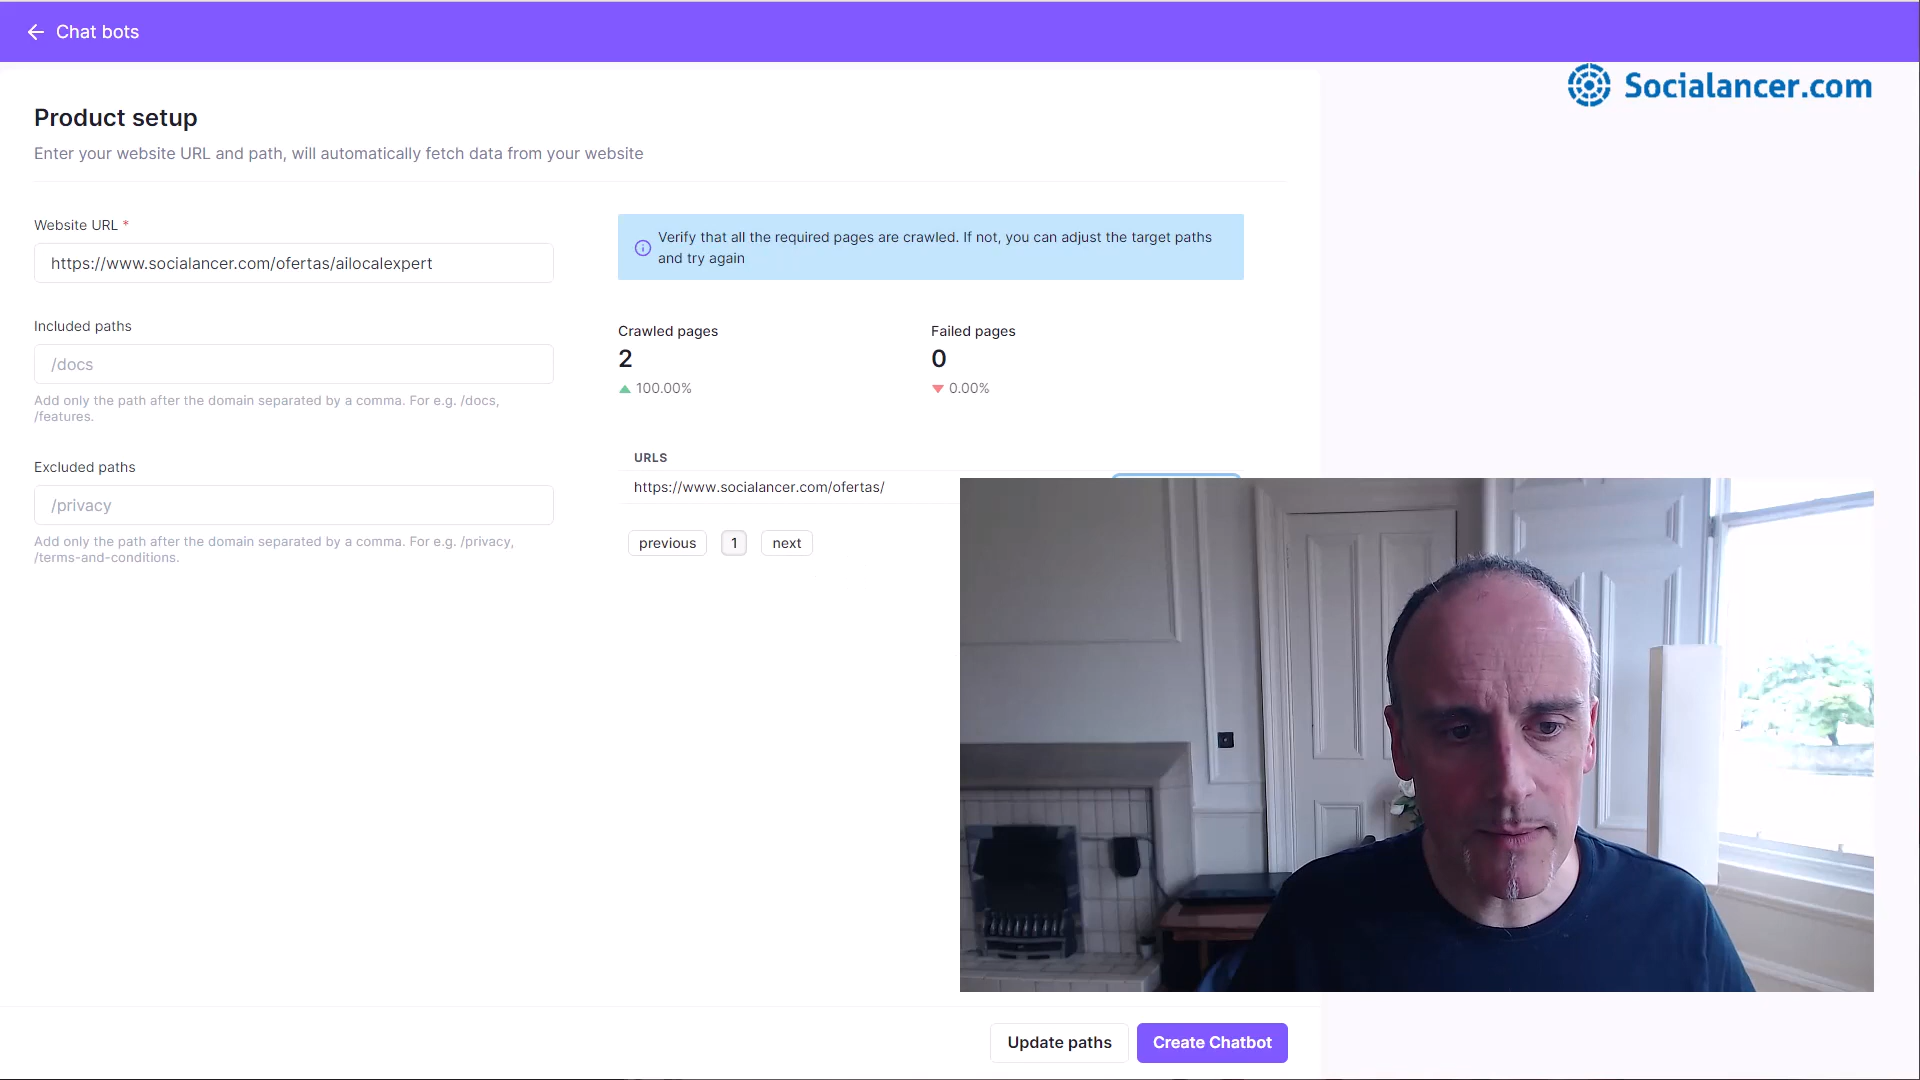 Chat bots
Socialancer.com
Product setup
Enter your website URL and path, will automatically fetch data from your website
Website URL *
https://www.socialancer.com/ofertas/ailocalexpert
Included paths
/docs
Add only the path after the domain separated by a comma. For e.g. /docs,
/features.
Excluded paths
/privacy
Add only the path after the domain separated by a comma. For e.g. /privacy,
/terms-and-conditions.
Verify that all the required pages are crawled. If not, you can adjust the target paths
and try again
Crawled pages
2
100.00%
Failed pages
0
0.00%
URLS
https://www.socialancer.com/ofertas/
previous
1
next
Update paths
Create Chatbot